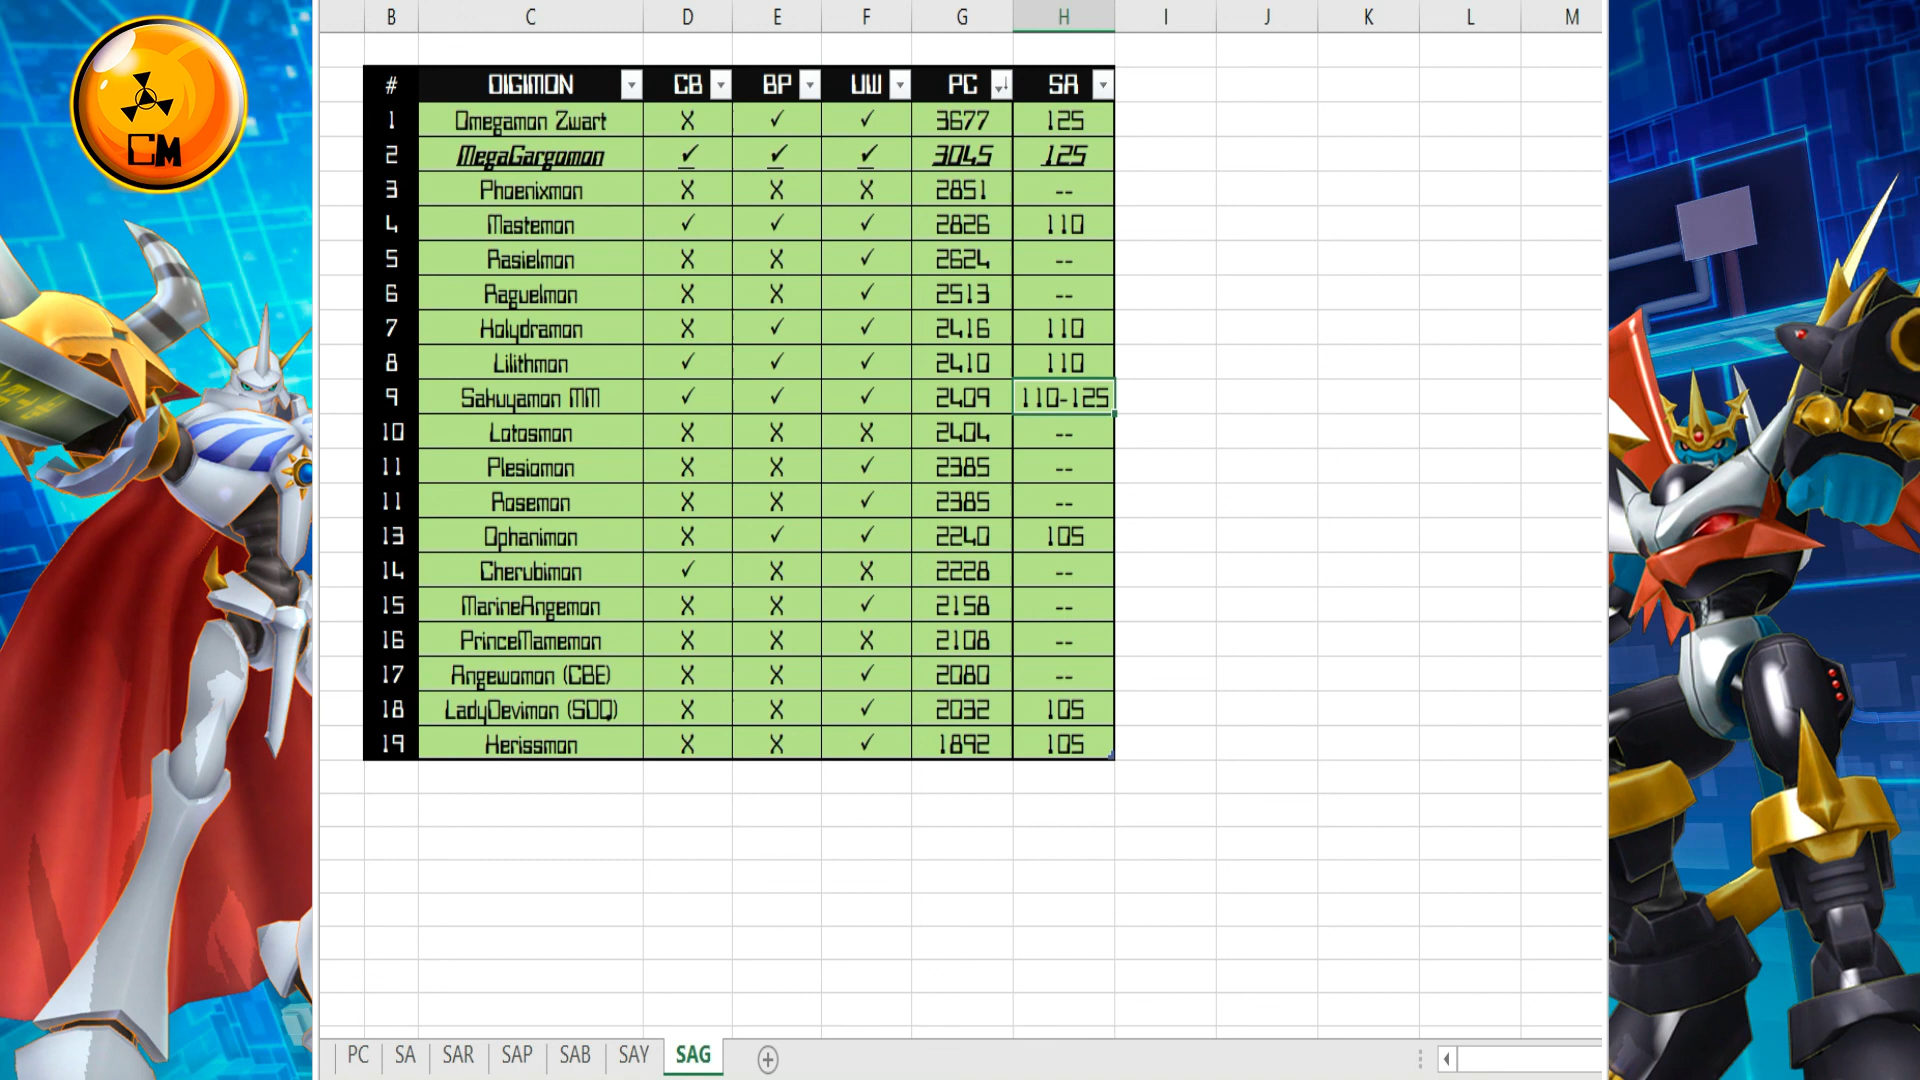 CM
B C D E F G H I J K L M
# DIGIMON CB BP UW PC SA
1 Omegamon Zwart X ✓ ✓ 3677 125
2 MegaGargomon ✓ ✓ ✓ 3045 125
3 Phoenixmon X X X 2851 --
4 Mastemon ✓ ✓ ✓ 2826 110
5 Rasielmon X X ✓ 2624 --
6 Raguelmon X X ✓ 2513 --
7 Holydramon X ✓ ✓ 2416 110
8 Lilithmon ✓ ✓ ✓ 2410 110
9 Sakuyamon MM ✓ ✓ ✓ 2409 110-125
10 Lotosmon X X X 2404 --
11 Plesiomon X X ✓ 2385 --
11 Rosemon X X ✓ 2385 --
13 Ophanimon X ✓ ✓ 2240 105
14 Cherubimon ✓ X X 2228 --
15 MarineAngemon X X ✓ 2158 --
16 PrinceMamemon X X X 2108 --
17 Angewomon (CBE) X X ✓ 2080 --
18 LadyDevimon (SDQ) X X ✓ 2032 105
19 Herissmon X X ✓ 1892 105
PC SA SAR SAP SAB SAY SAG